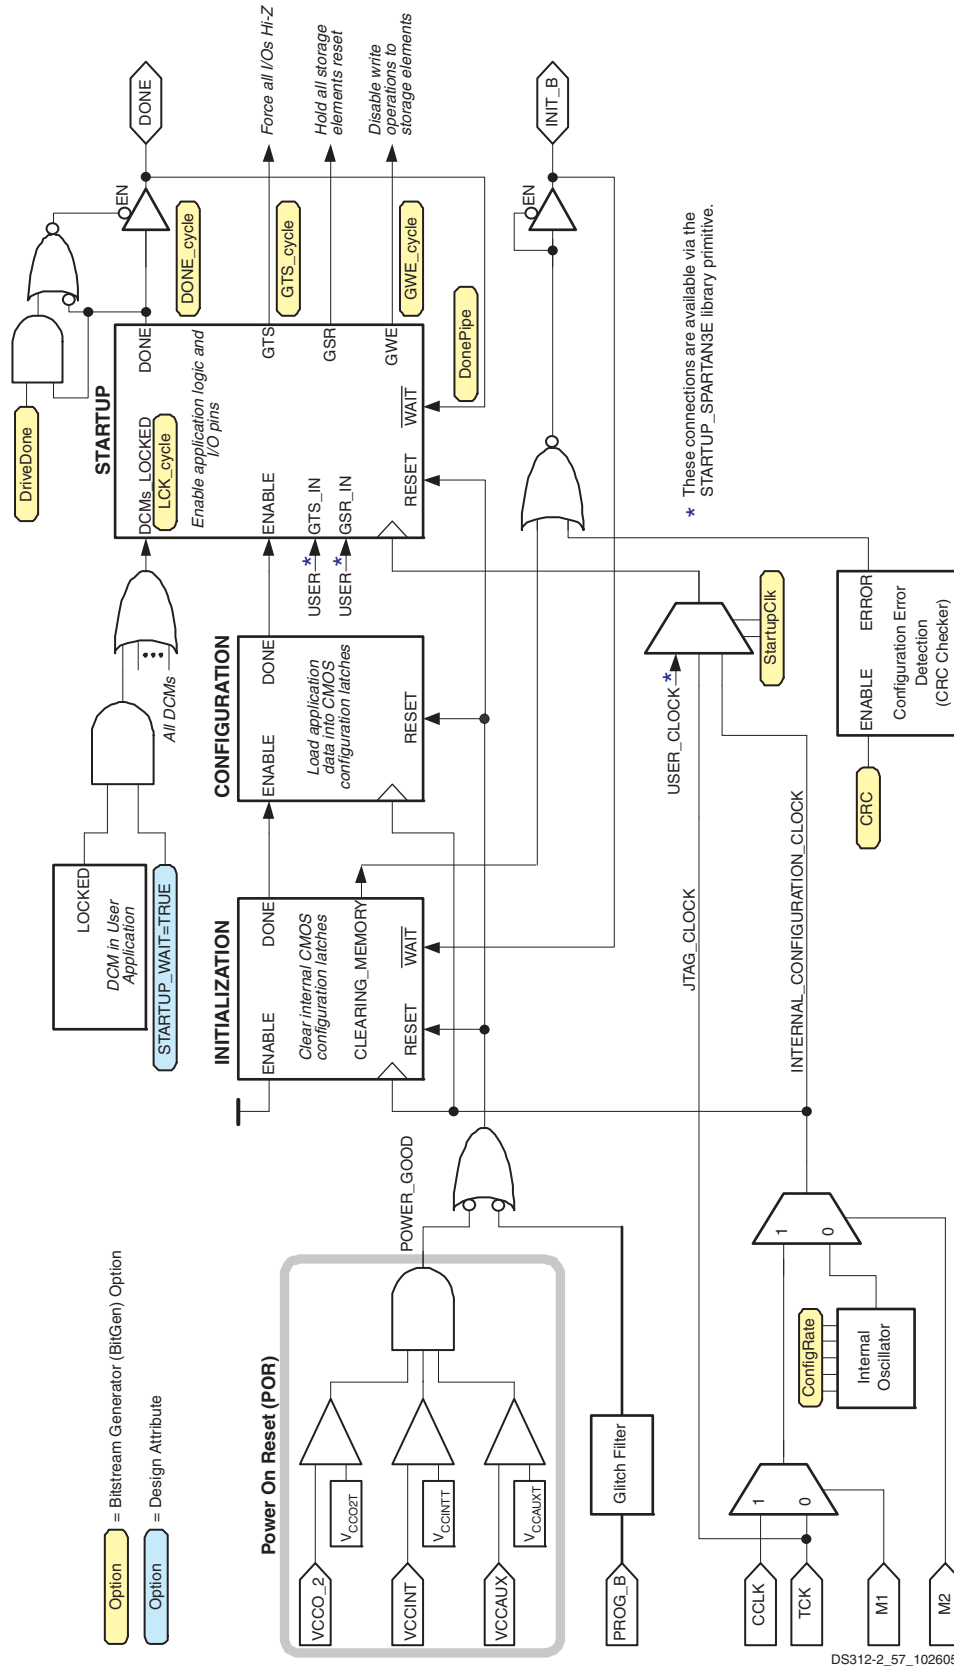 Option = Bitstream Generator (BitGen) Option
Option = Design Attribute
Power On Reset (POR)
VCCO_2
VCCO2T
VCCINT
VCCINTT
VCCAUX
VCCAUXT
POWER_GOOD
PROG_B
Glitch Filter
CCLK
TCK
M1
M2
1
0
ConfigRate
Internal
Oscillator
1
0
LOCKED
DCM in User
Application
STARTUP_WAIT=TRUE
All DCMs
INITIALIZATION
ENABLE
DONE
Clear internal CMOS
configuration latches
CLEARING_MEMORY
RESET
WAIT
CONFIGURATION
ENABLE
DONE
Load application
data into CMOS
configuration latches
RESET
STARTUP
DCMs_LOCKED
DONE
LCK_cycle
Enable application logic and
I/O pins
ENABLE
GTS
USER * GTS_IN
USER * GSR_IN
GSR
GWE
RESET
WAIT
DriveDone
EN
DONE
DONE_cycle
GTS_cycle
GWE_cycle
DonePipe
Force all I/Os Hi-Z
Hold all storage
elements reset
Disable write
operations to
storage elements
EN
INIT_B
JTAG_CLOCK
INTERNAL_CONFIGURATION_CLOCK
USER_CLOCK *
StartupClk
* These connections are available via the
STARTUP_SPARTAN3E library primitive.
CRC
ENABLE
ERROR
Configuration Error
Detection
(CRC Checker)
DS312-2_57_102605